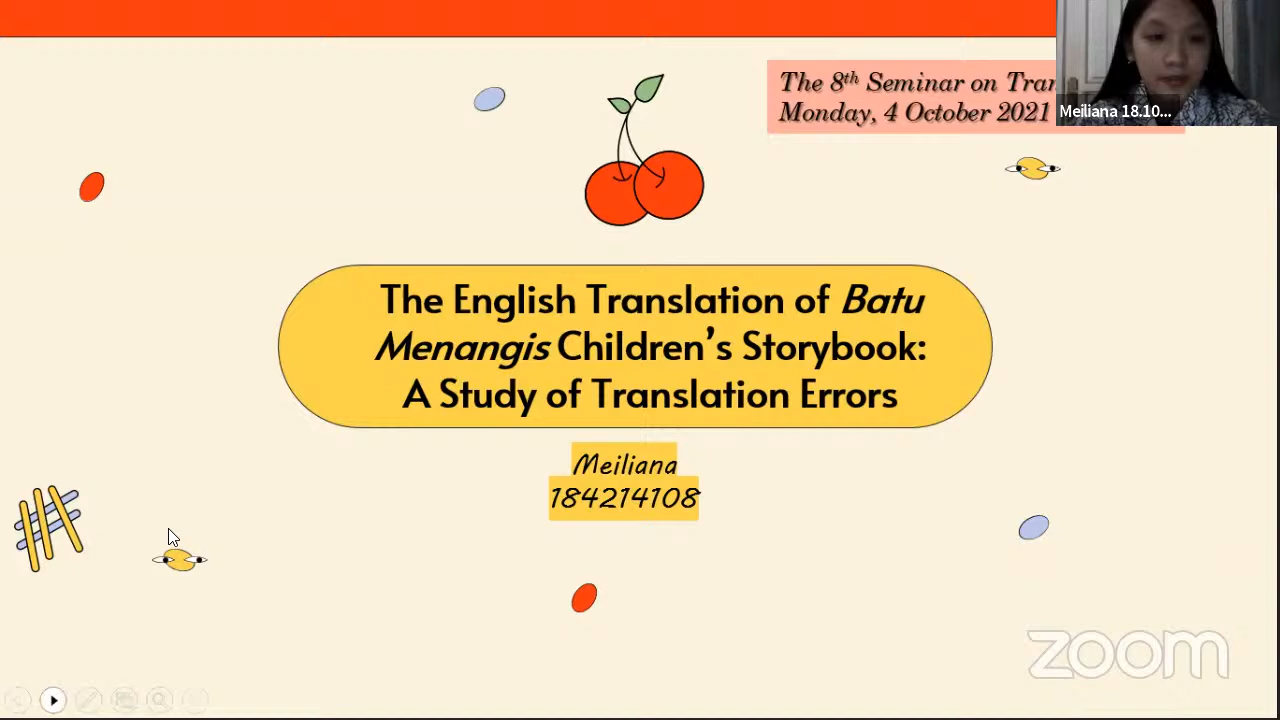 The 8th Seminar on
Monday, 4 October 2021
Meiliana 18.10...
The English Translation of Batu
Menangis Children's Storybook:
A Study of Translation Errors
Meiliana
184214108
zoom